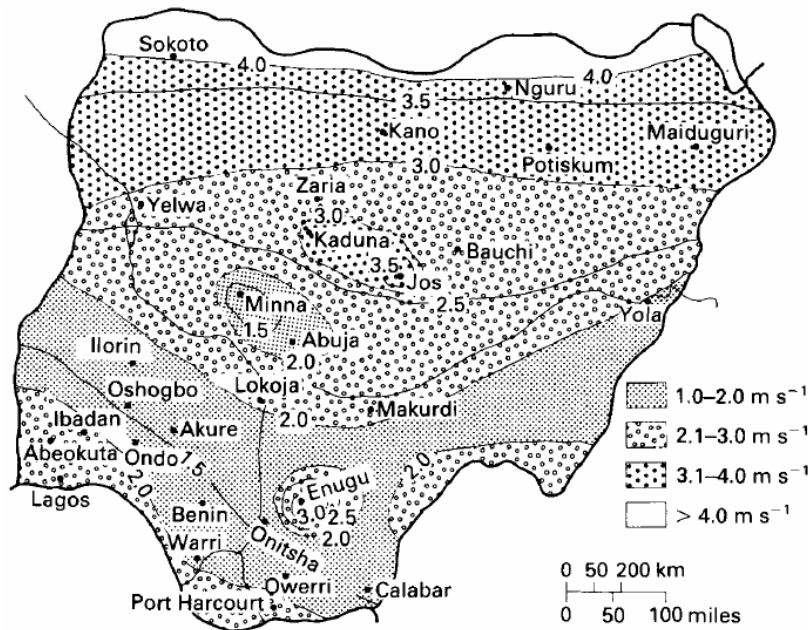 Sokoto
4.0
4.0
3.5
Nguru
Kano
Maiduguri
Potiskum
3.0
Zaria
Yelwa
3.0
Kaduna
Bauchi
3.5
Jos
Minna
2.5
1.5
Yola
Abuja
Ilorin
2.0
Lokoja
Oshogbo
2.0
Makurdi
1.0–2.0 m s⁻¹
Ibadan
Akure
2.1–3.0 m s⁻¹
Abeokuta
Ondo
1.5
2.0
3.1–4.0 m s⁻¹
Lagos
2.0
Enugu
Benin
3.0
2.5
> 4.0 m s⁻¹
Onitsha
2.0
Warri
Owerri
Calabar
0 50 200 km
Port Harcourt
0 50 100 miles